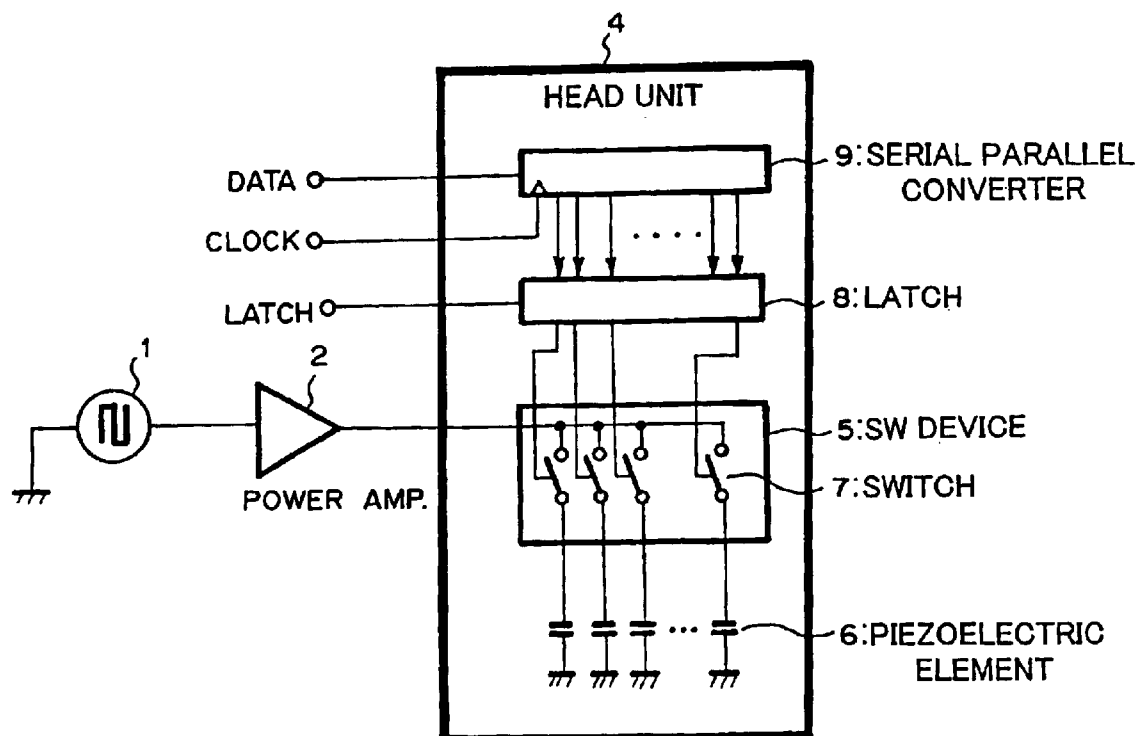 4
HEAD UNIT
9:SERIAL PARALLEL
CONVERTER
DATA
CLOCK
LATCH
8:LATCH
1
2
5:SW DEVICE
7:SWITCH
POWER AMP.
6:PIEZOELECTRIC
ELEMENT